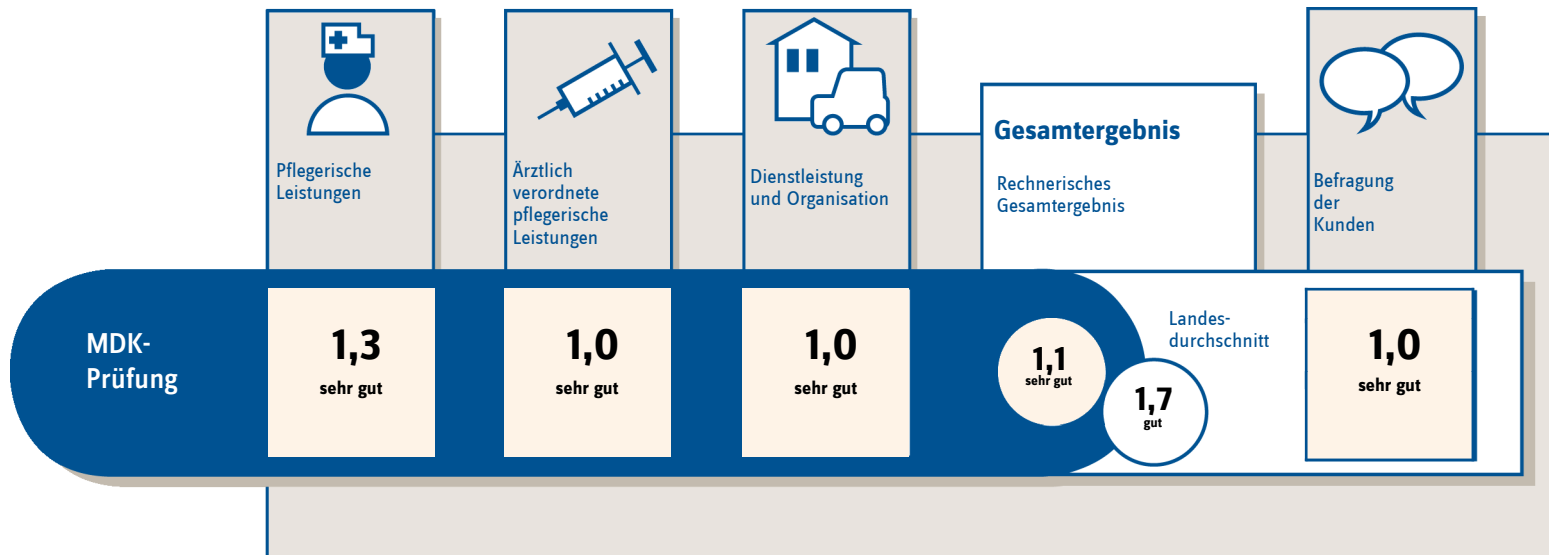 Pflegerische
Leistungen
Ärztlich
verordnete
pflegerische
Leistungen
Dienstleistung
und Organisation
Gesamtergebnis
Rechnerisches
Gesamtergebnis
Befragung
der
Kunden
MDK-
Prüfung
1,3
sehr gut
1,0
sehr gut
1,0
sehr gut
1,1
sehr gut
Landes-
durchschnitt
1,7
gut
1,0
sehr gut